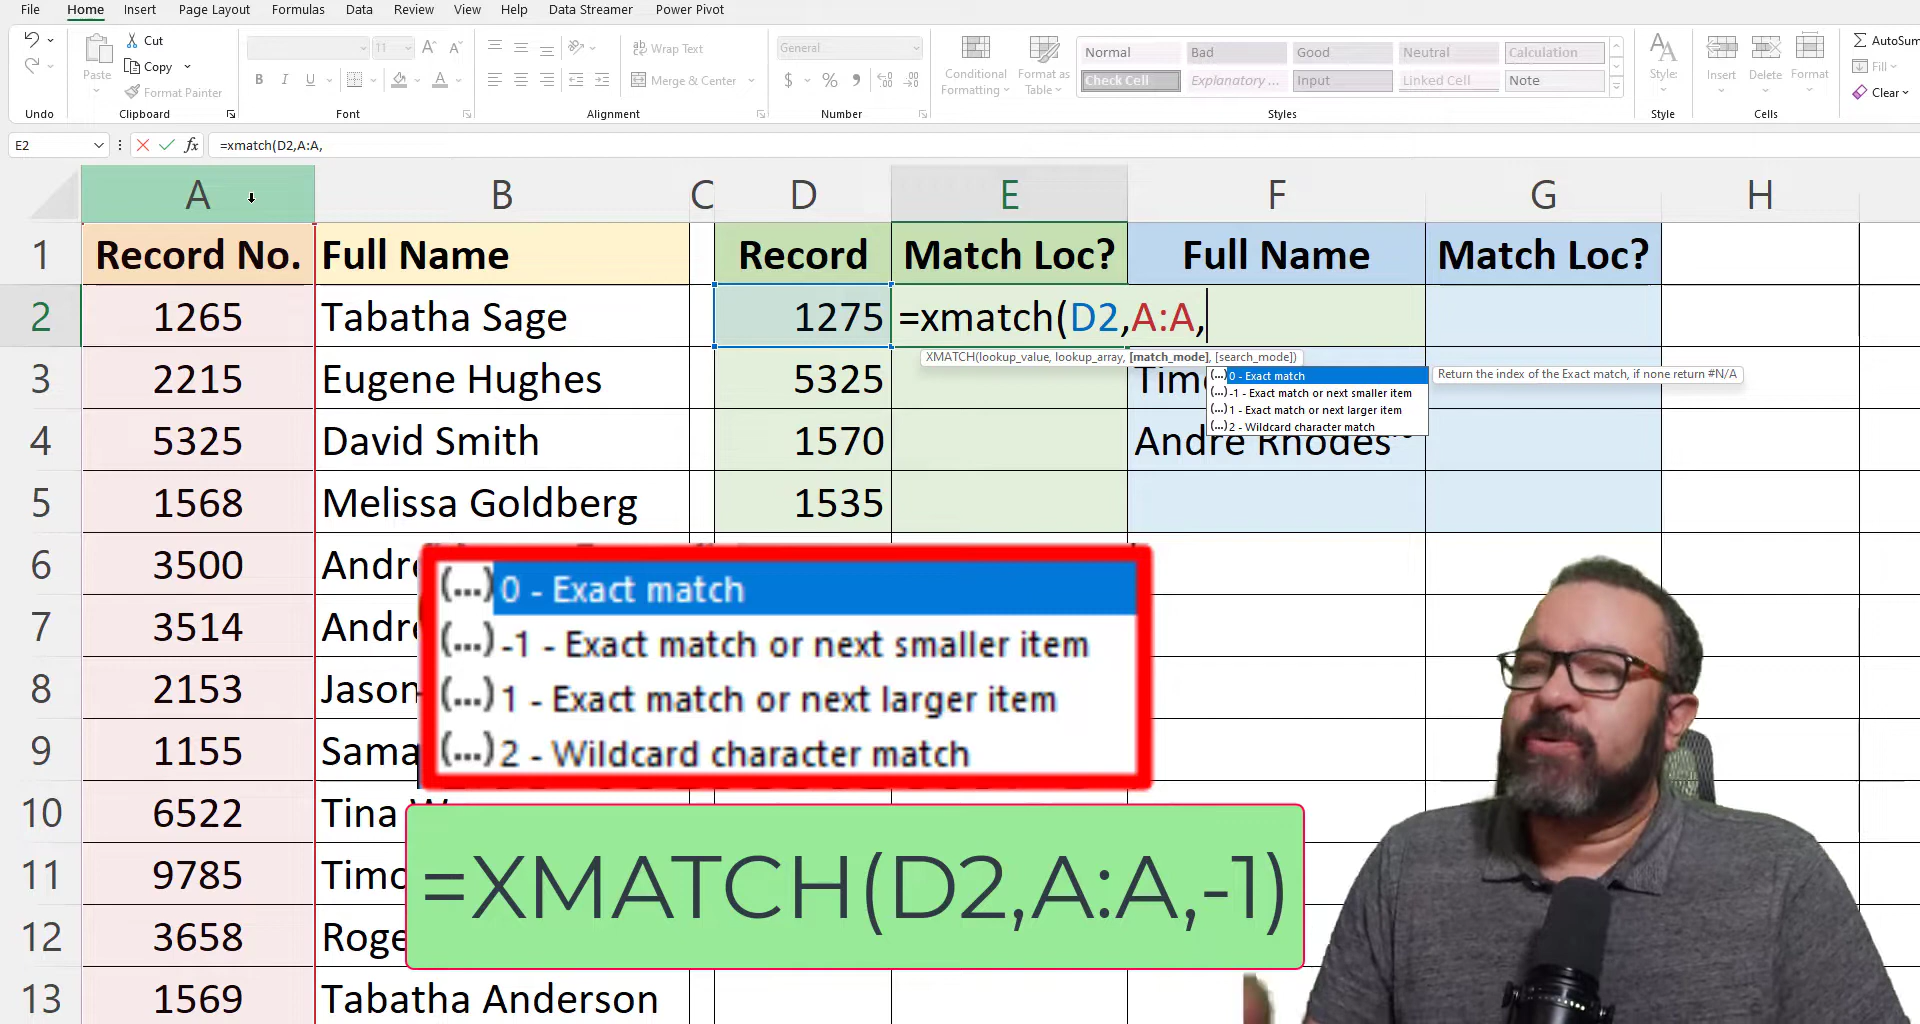 File Home Insert Page Layout Formulas Data Review View Help Data Streamer Power Pivot
Cut
Copy
Format Painter
Paste
11
B I U
Wrap Text
Merge & Center
General
$ %
Conditional Formatting
Format as Table
Normal Bad Good Neutral Calculation
Check Cell Explanatory ... Input Linked Cell Note
Style:
Insert Delete Format
AutoSum
Fill
Clear
Undo Clipboard Font Alignment Number Styles Style Cells
E2 fx =xmatch(D2,A:A,
A B C D E F G H
1 Record No. Full Name Record Match Loc? Full Name Match Loc?
2 1265 Tabatha Sage 1275 =xmatch(D2,A:A,
XMATCH(lookup_value, lookup_array, [match_mode], [search_mode])
3 2215 Eugene Hughes 5325
(...) 0 - Exact match
Return the index of the Exact match, if none return #N/A
(...) -1 - Exact match or next smaller item
(...) 1 - Exact match or next larger item
(...) 2 - Wildcard character match
4 5325 David Smith 1570 Andre Rhodes
5 1568 Melissa Goldberg 1535
6 3500
7 3514
8 2153 Jason
9 1155
10 6522 Tina
11 9785
12 3658
13 1569 Tabatha Anderson
(...) 0 - Exact match
(...) -1 - Exact match or next smaller item
(...) 1 - Exact match or next larger item
(...) 2 - Wildcard character match
=XMATCH(D2,A:A,-1)